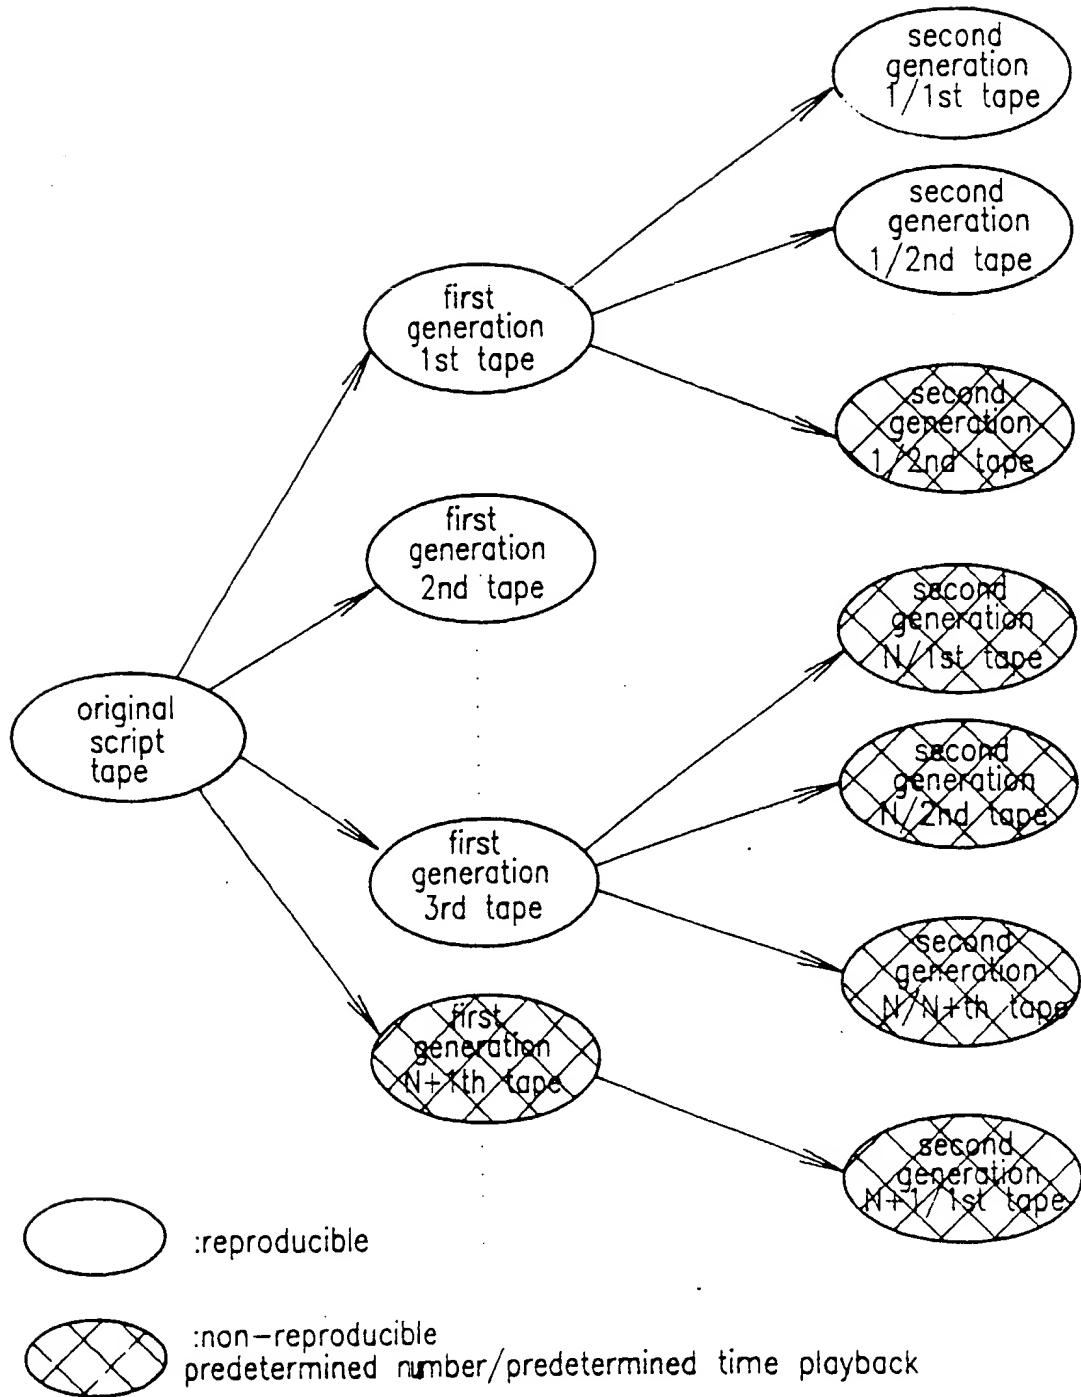 second
generation
1/1st tape
second
generation
1/2nd tape
first
generation
1st tape
second
generation
1/2nd tape
first
generation
2nd tape
second
generation
N/1st tape
original
script
tape
second
generation
N/2nd tape
first
generation
3rd tape
second
generation
N/N+th tape
first
generation
N+1th tape
second
generation
N+1/1st tape
:reproducible
:non-reproducible
predetermined number/predetermined time playback